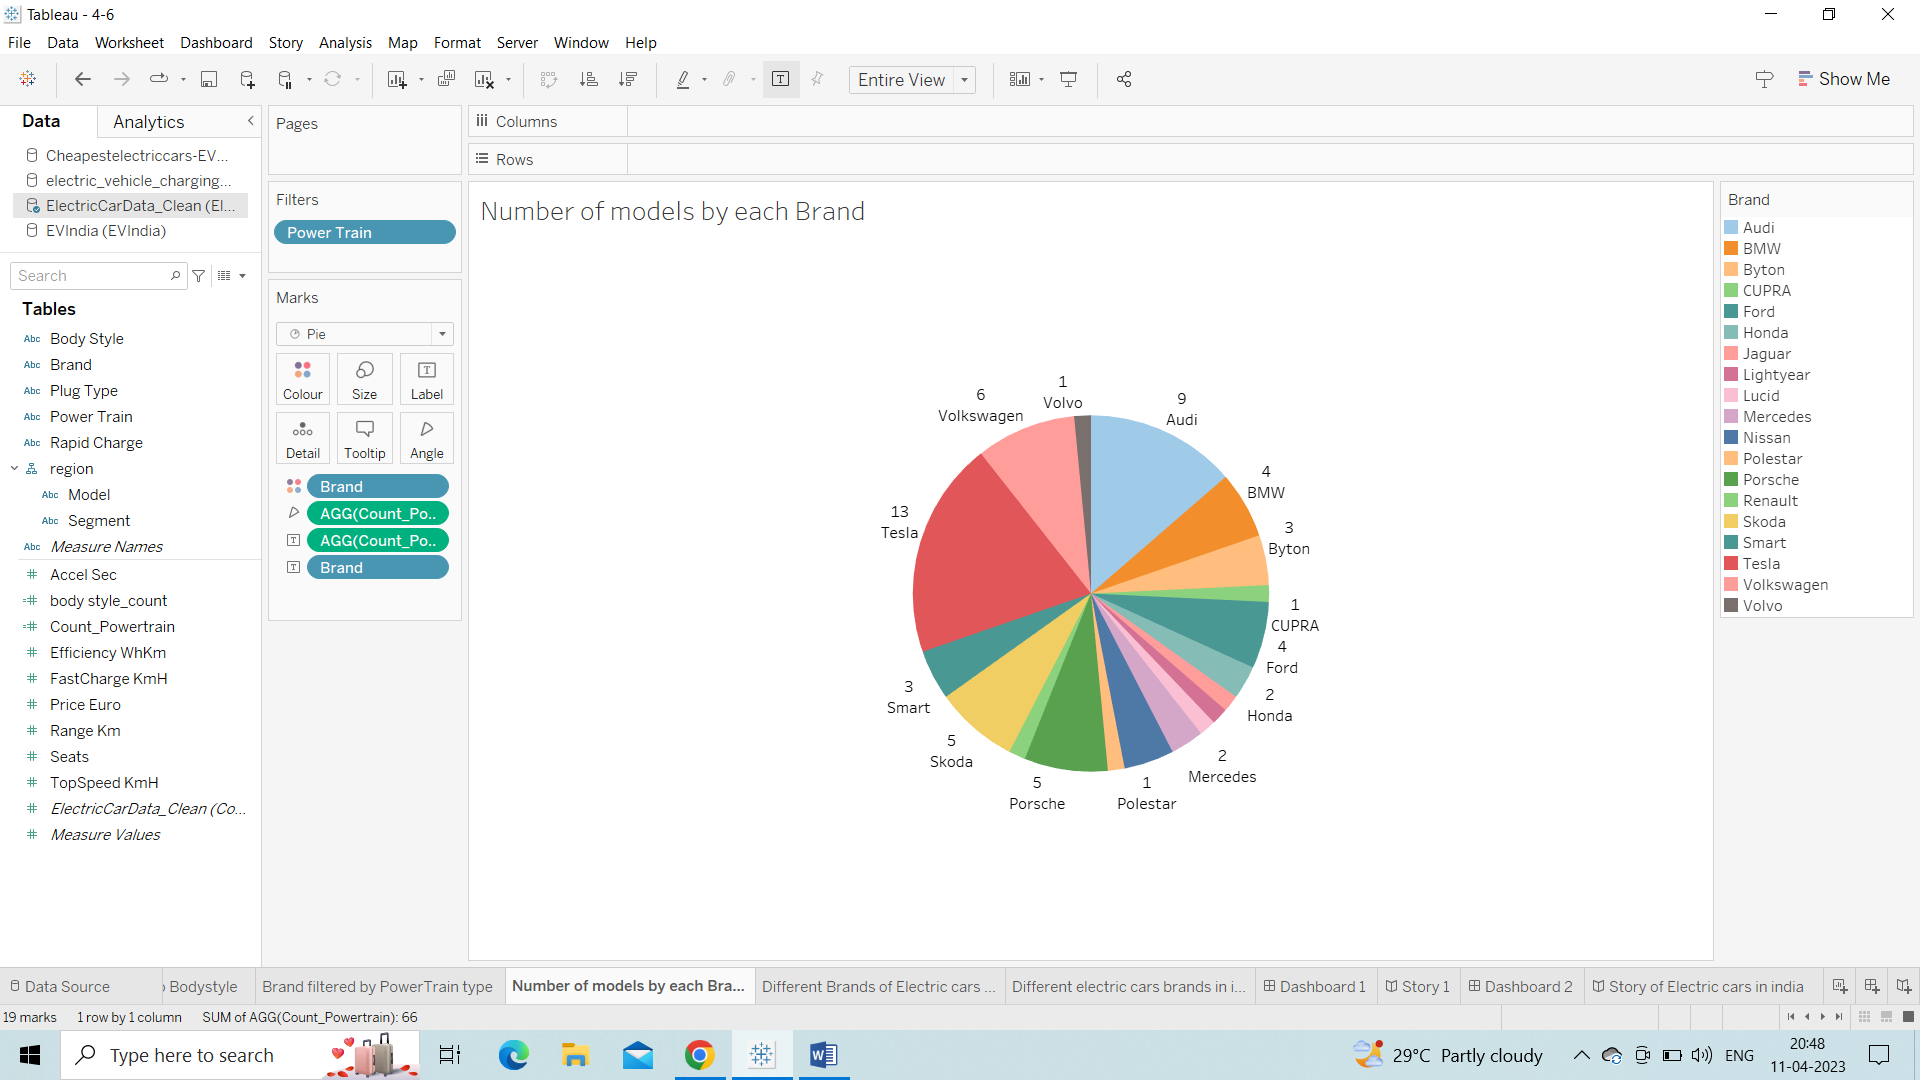 Tableau - 4-6
File Data Worksheet Dashboard Story Analysis Map Format Server Window Help
Entire View
Show Me
Data
Analytics
Cheapestelectriccars-EV...
electric_vehicle_charging...
ElectricCarData_Clean (El...
EVIndia (EVIndia)
Search
Tables
Abc Body Style
Abc Brand
Abc Plug Type
Abc Power Train
Abc Rapid Charge
region
Abc Model
Abc Segment
Abc Measure Names
# Accel Sec
=# body style_count
=# Count_Powertrain
# Efficiency WhKm
# FastCharge KmH
# Price Euro
# Range Km
# Seats
# TopSpeed KmH
# ElectricCarData_Clean (Co...
# Measure Values
Pages
Filters
Power Train
Marks
Pie
Colour
Size
T
Label
Detail
Tooltip
Angle
Brand
AGG(Count_Po..
T AGG(Count_Po..
T Brand
Columns
Rows
Number of models by each Brand
1
Volvo
9
Audi
4
BMW
3
Byton
1
CUPRA
4
Ford
2
Honda
2
Mercedes
1
Polestar
5
Porsche
5
Skoda
3
Smart
13
Tesla
6
Volkswagen
Brand
Audi
BMW
Byton
CUPRA
Ford
Honda
Jaguar
Lightyear
Lucid
Mercedes
Nissan
Polestar
Porsche
Renault
Skoda
Smart
Tesla
Volkswagen
Volvo
Data Source
Bodystyle
Brand filtered by PowerTrain type
Number of models by each Bra...
Different Brands of Electric cars ...
Different electric cars brands in i...
Dashboard 1
Story 1
Dashboard 2
Story of Electric cars in india
19 marks 1 row by 1 column SUM of AGG(Count_Powertrain): 66
Type here to search
29°C Partly cloudy
ENG
20:48
11-04-2023